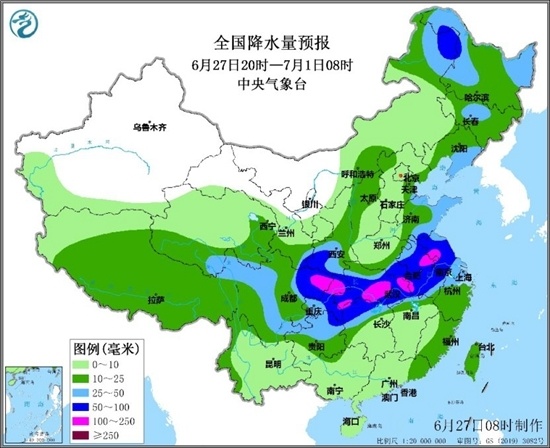 全国降水量预报
6月27日20时—7月1日08时
中央气象台
哈尔滨
长春
乌鲁木齐
沈阳
呼和浩特
北京
天津
银川
太原
石家庄
济南
西宁
兰州
郑州
西安
南京
上海
拉萨
成都
武汉
杭州
重庆
南昌
长沙
贵阳
福州
台北
昆明
图例(毫米)
0~10
10~25
25~50
50~100
100~250
≥250
南宁
广州
香港
澳门
海口
6月27日08时制作
比例尺 1:20 000 000
审图号: GS (2019) 3082号